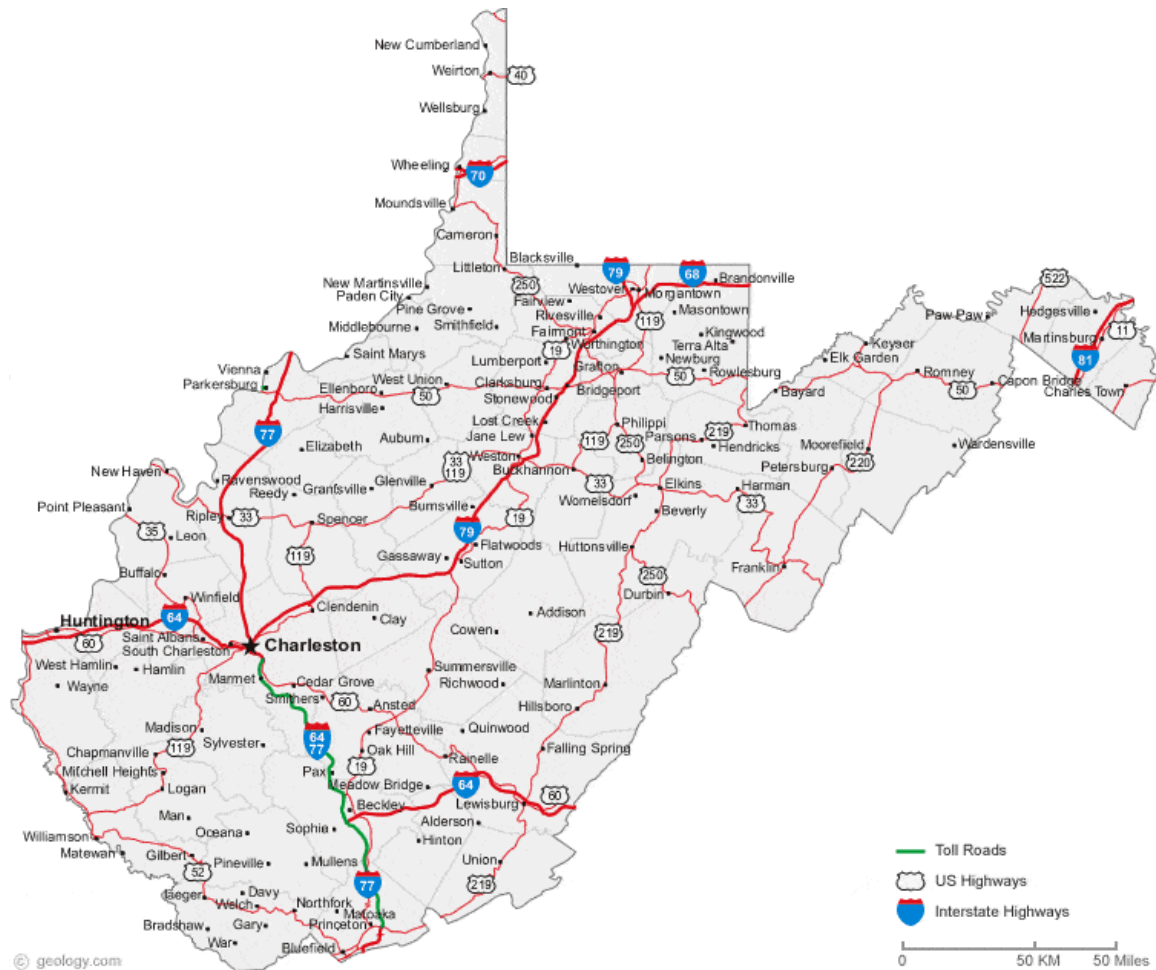 New Cumberland
Weirton
40
Wellsburg
Wheeling
70
Moundsville
Cameron
Blacksville
Littleton
79
68
Brandonville
522
New Martinsville
250
Westover
Morgantown
Paden City
Fairview
Hedgesville
Pine Grove
Rivesville
119
Masontown
Paw Paw
Middlebourne
Smithfield
Fairmont
Kingwood
Martinsburg
11
19
Worthington
Terra Alta
Keyser
Saint Marys
Lumberport
Newburg
Elk Garden
81
Vienna
Grafton
Rowlesburg
Romney
Parkersburg
Ellenboro
West Union
Clarksburg
Bridgeport
50
Bayard
50
Capon Bridge
50
Stonewood
Charles Town
Harrisville
77
Lost Creek
Philippi
Thomas
Elizabeth
Auburn
Jane Lew
119
250
Parsons
219
Hendricks
Moorefield
Wardensville
Weston
Belington
New Haven
33
119
Buckhannon
Petersburg
220
Ravenswood
Reedy
Grantsville
Glenville
33
Elkins
Harman
Womelsdorf
33
Point Pleasant
Ripley
33
Spencer
Burnsville
19
Beverly
35
Leon
79
119
Gassaway
Flatwoods
Huttonsville
Sutton
Buffalo
250
Franklin
Winfield
Durbin
Huntington
64
Clendenin
Clay
Addison
60
Saint Albans
Cowen
219
South Charleston
Charleston
West Hamlin
Hamlin
Summersville
Wayne
Marmet
Cedar Grove
Richwood
Marlinton
Smithers
60
Ansted
Hillsboro
Madison
Fayetteville
Quinwood
119
Sylvester
64
77
Oak Hill
Falling Spring
Chapmanville
Rainelle
Mitchell Heights
Pax
19
Kermit
Logan
Meadow Bridge
64
Beckley
Lewisburg
60
Man
Alderson
Williamson
Oceana
Sophie
Hinton
Matewan
Gilbert
Pineville
Mullens
Union
52
77
219
Iaeger
Davy
Welch
Northfork
Matoaka
Bradshaw
Gary
Princeton
War
Bluefield
Toll Roads
US Highways
Interstate Highways
0
50 KM
50 Miles
© geology.com